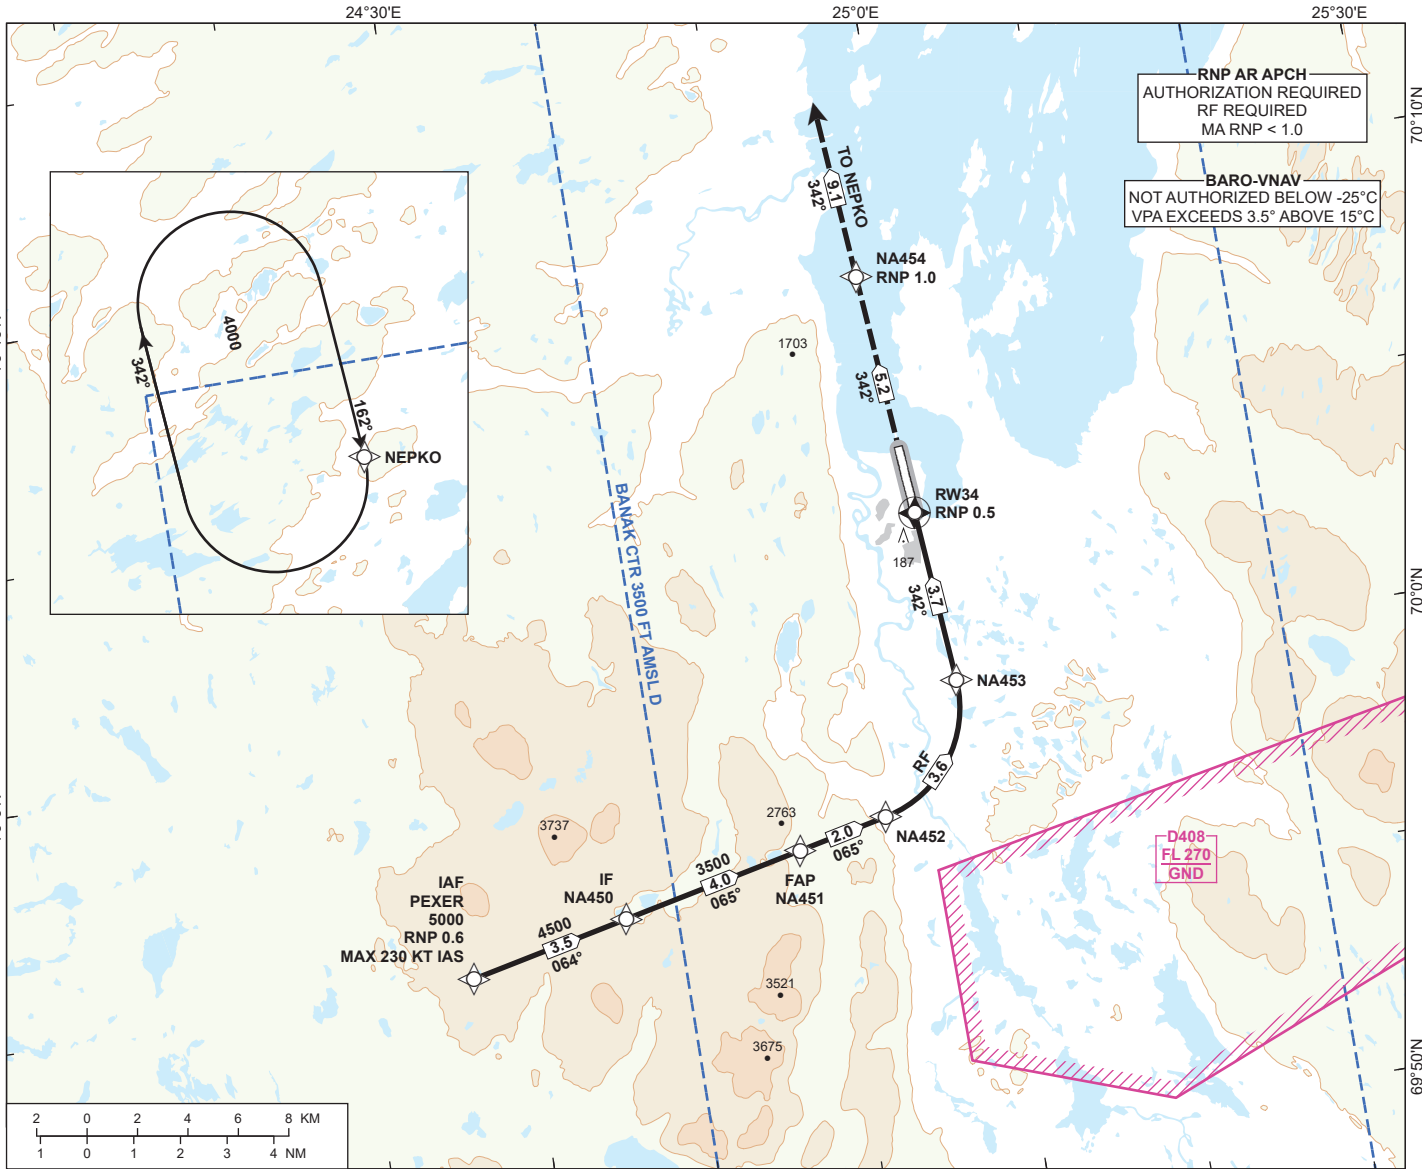 24°30'E
25°0'E
25°30'E
70°10'N
70°0'N
69°50'N
RNP AR APCH
AUTHORIZATION REQUIRED
RF REQUIRED
MA RNP < 1.0
BARO-VNAV
NOT AUTHORIZED BELOW -25°C
VPA EXCEEDS 3.5° ABOVE 15°C
TO NEPKO
9.1
342°
NA454
RNP 1.0
5.2
342°
1703
4000
342°
162°
NEPKO
BANAK CTR 3500 FT AMSL D
RW34
RNP 0.5
187
3.7
342°
NA453
RF
3.6
NA452
2763
3737
2.0
065°
FAP
NA451
3500
4.0
065°
IF
NA450
4500
3.5
064°
IAF
PEXER
5000
RNP 0.6
MAX 230 KT IAS
3521
3675
D408
FL 270
GND
2 0 2 4 6 8 KM
1 0 1 2 3 4 NM